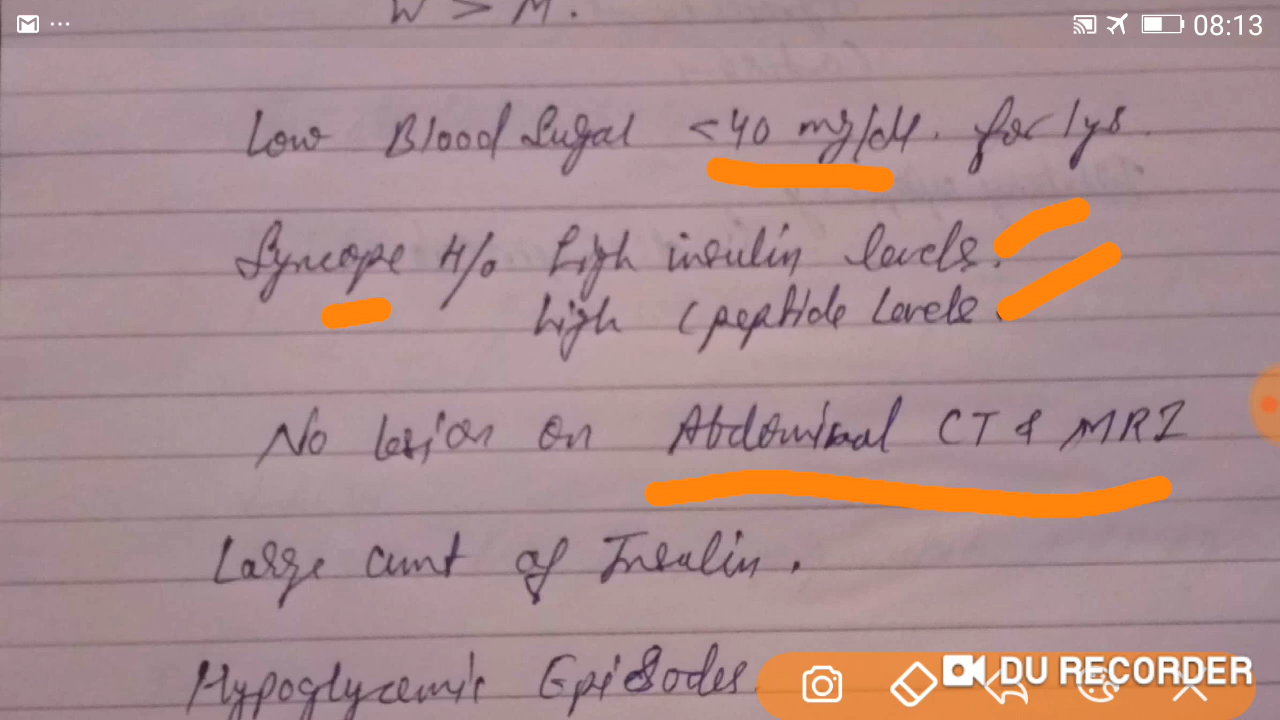 08:13
W > M.
Low Blood Sugar <40 mg/dl. for 1ys.
Syncope H/o high insulin levels.
high C peptide levels.
No lesion on Abdominal CT & MRI
Large amt of Insulin.
Hypoglycemic Episodes
DU RECORDER